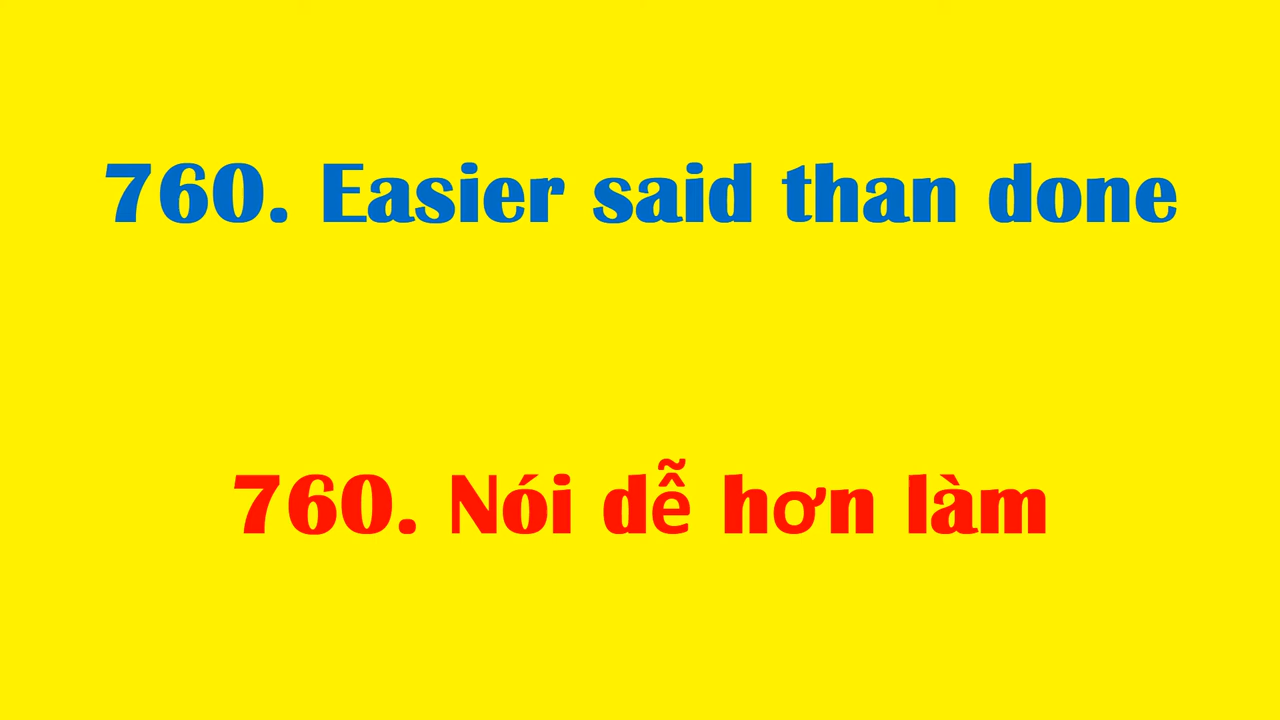 760. Easier said than done
760. Nói dễ hơn làm